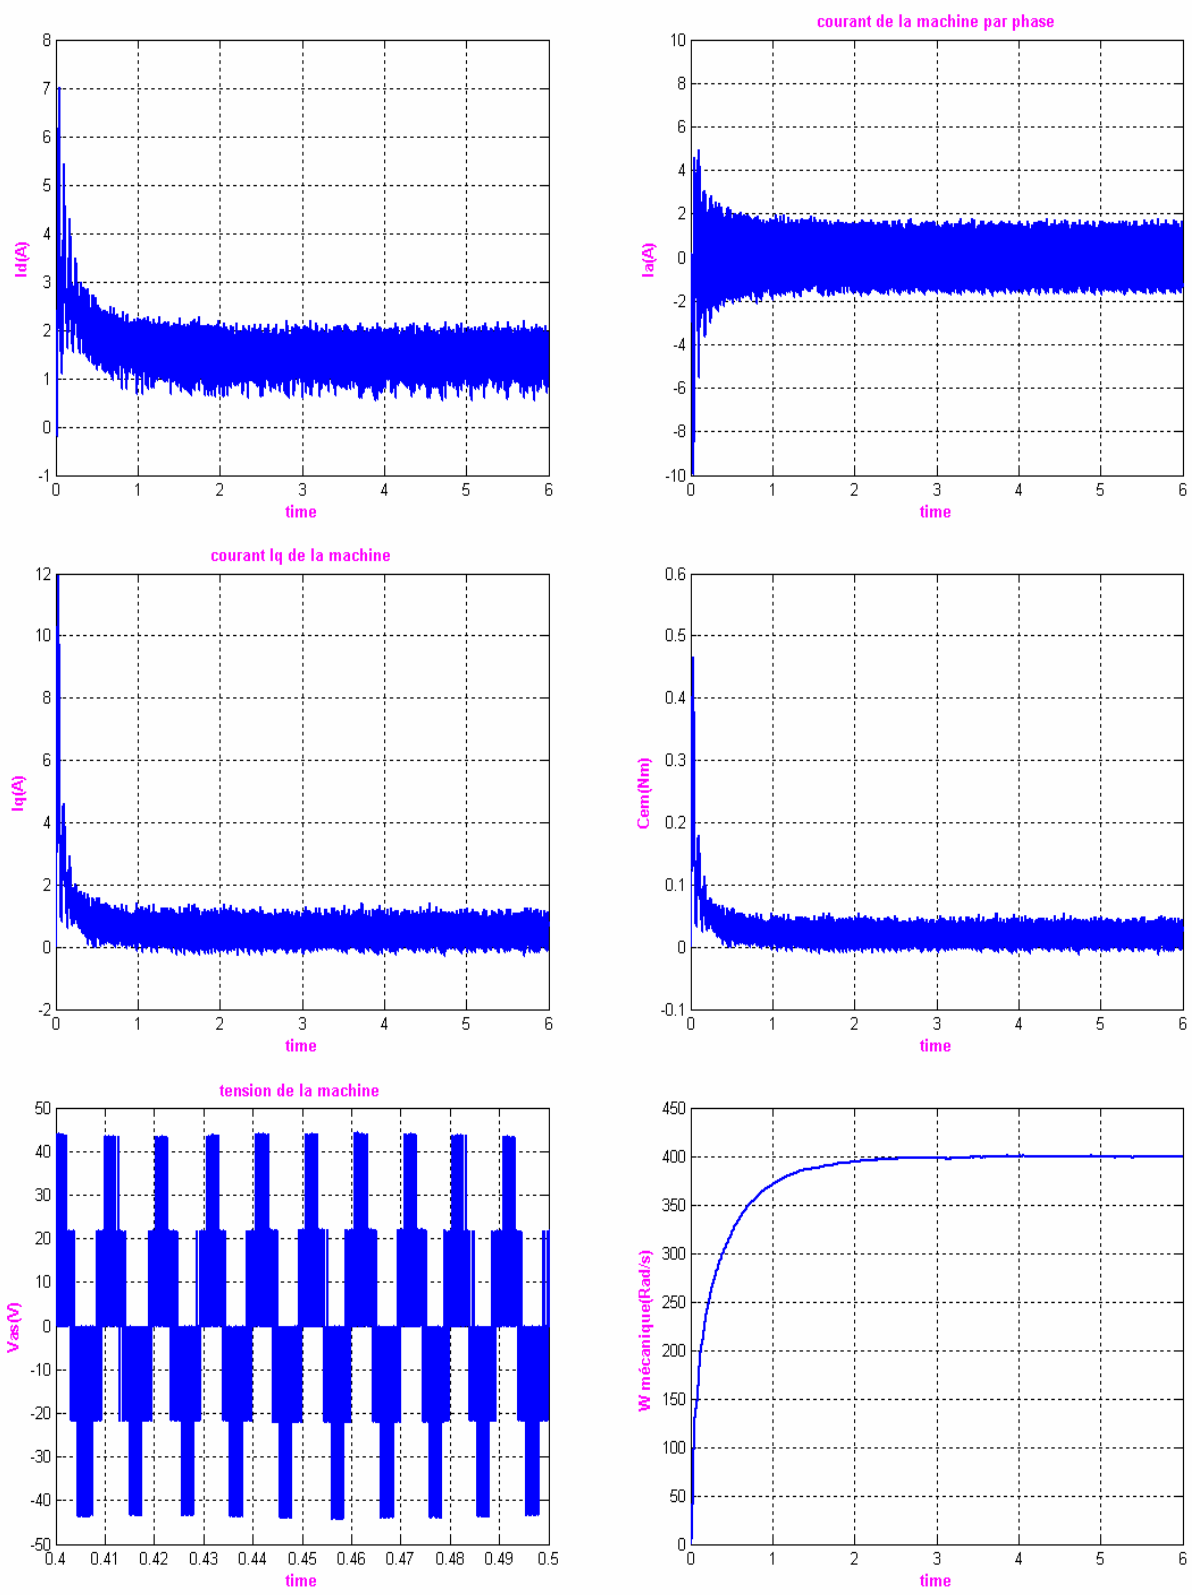 8
7
6
5
4
3
2
1
0
-1
Id(A)
0 1 2 3 4 5 6
time
courant de la machine par phase
10
8
6
4
2
0
-2
-4
-6
-8
-10
Ia(A)
0 1 2 3 4 5 6
time
courant Iq de la machine
12
10
8
6
4
2
0
-2
Iq(A)
0 1 2 3 4 5 6
time
0.6
0.5
0.4
0.3
0.2
0.1
0
-0.1
Cem(Nm)
0 1 2 3 4 5 6
time
tension de la machine
50
40
30
20
10
0
-10
-20
-30
-40
-50
Vas(V)
0.4 0.41 0.42 0.43 0.44 0.45 0.46 0.47 0.48 0.49 0.5
time
450
400
350
300
250
200
150
100
50
0
W mécanique(Rad/s)
0 1 2 3 4 5 6
time